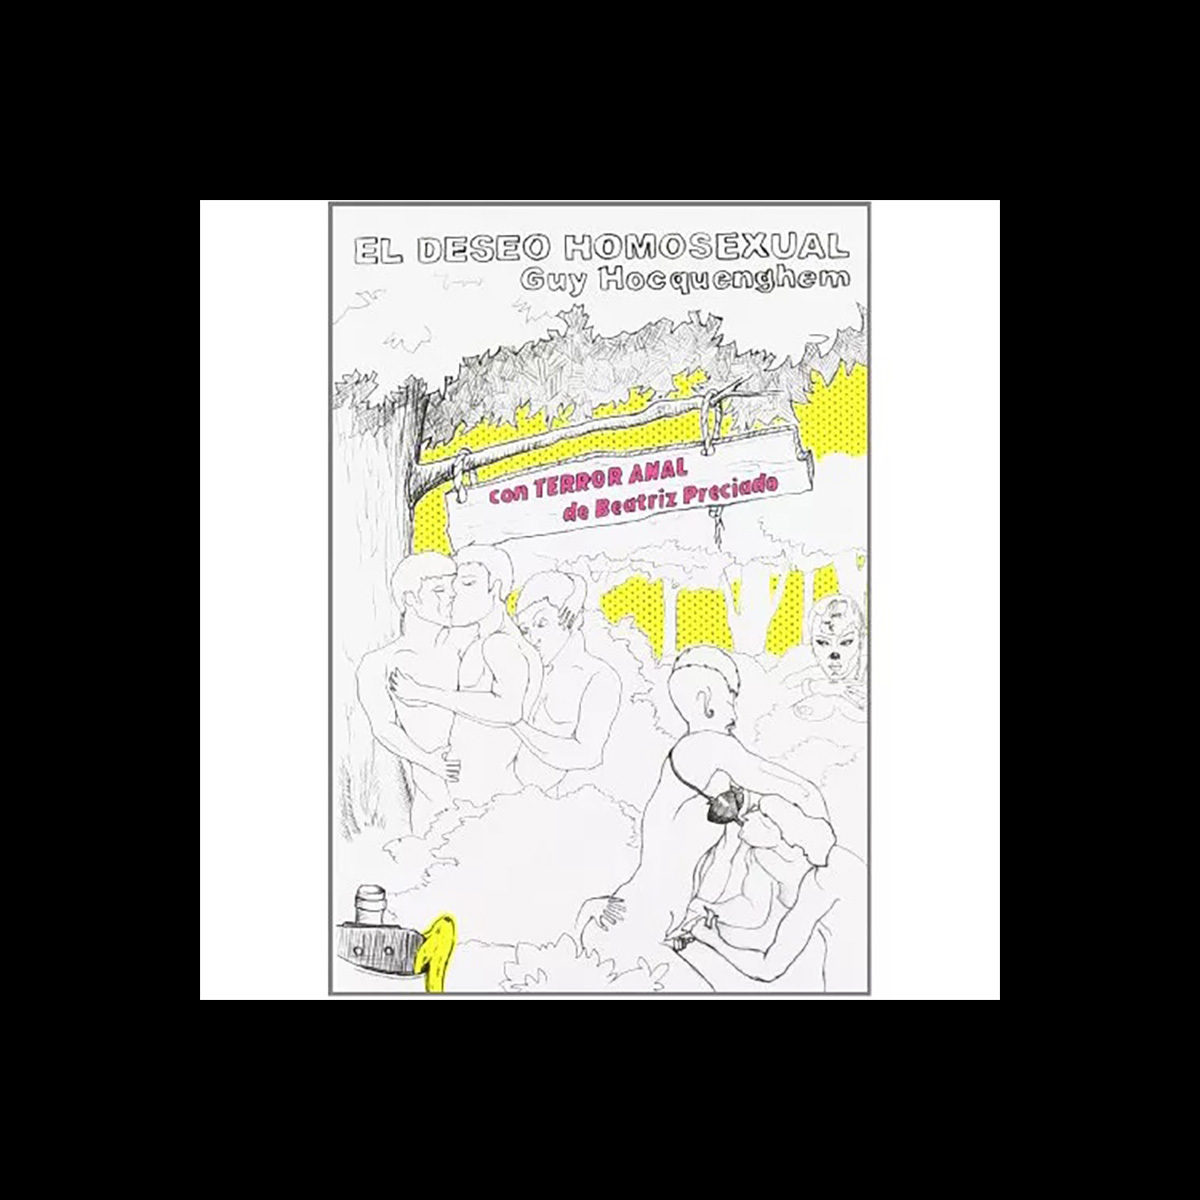 EL DESEO HOMOSEXUAL
Guy Hocquenghem
con TERROR ANAL
de Beatriz Preciado